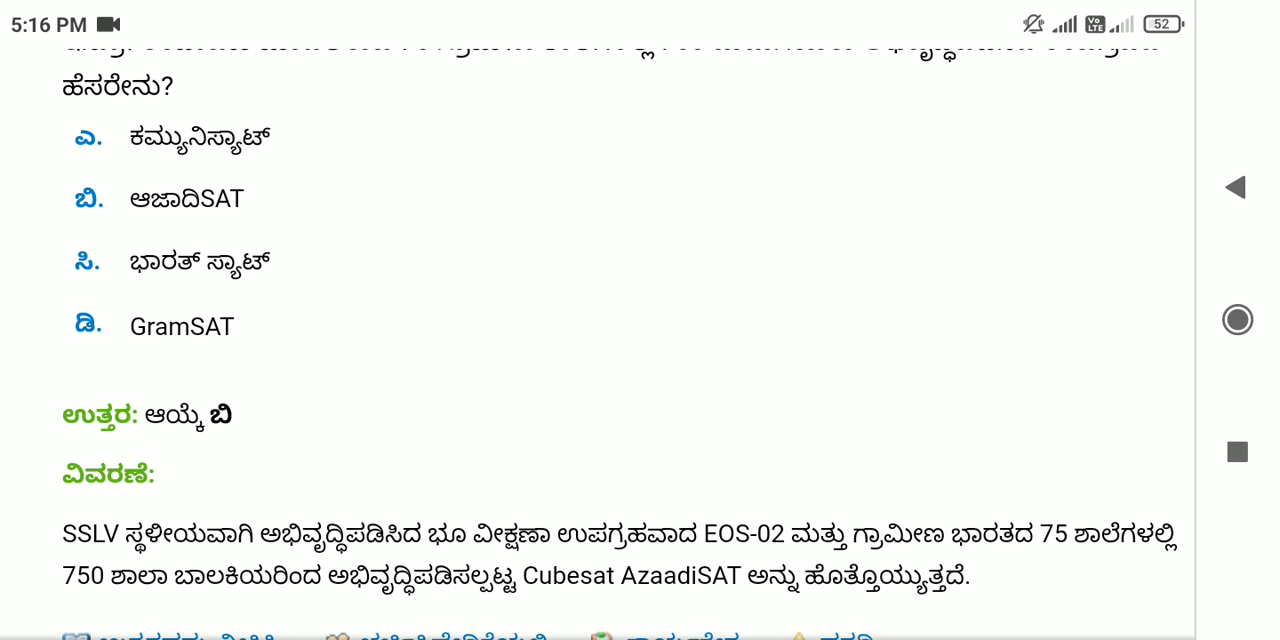 5:16 PM
Vo LTE
52
ಹೆಸರೇನು?
ಎ. ಕಮ್ಯುನಿಸ್ಯಾಟ್
ಬಿ. ಆಜಾದಿSAT
ಸಿ. ಭಾರತ್ ಸ್ಯಾಟ್
ಡಿ. GramSAT
ಉತ್ತರ: ಆಯ್ಕೆ ಬಿ
ವಿವರಣೆ:
SSLV ಸ್ಥಳೀಯವಾಗಿ ಅಭಿವೃದ್ಧಿಪಡಿಸಿದ ಭೂ ವೀಕ್ಷಣಾ ಉಪಗ್ರಹವಾದ EOS-02 ಮತ್ತು ಗ್ರಾಮೀಣ ಭಾರತದ 75 ಶಾಲೆಗಳಲ್ಲಿ
750 ಶಾಲಾ ಬಾಲಕಿಯರಿಂದ ಅಭಿವೃದ್ಧಿಪಡಿಸಲ್ಪಟ್ಟ Cubesat AzaadiSAT ಅನ್ನು ಹೊತ್ತೊಯ್ಯುತ್ತದೆ.